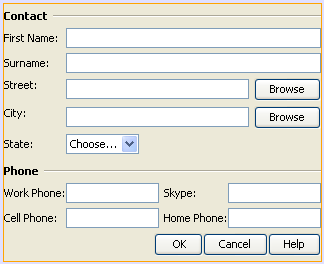 Contact
First Name:
Surname:
Street: Browse
City: Browse
State: Choose...
Phone
Work Phone: Skype:
Cell Phone: Home Phone:
OK Cancel Help